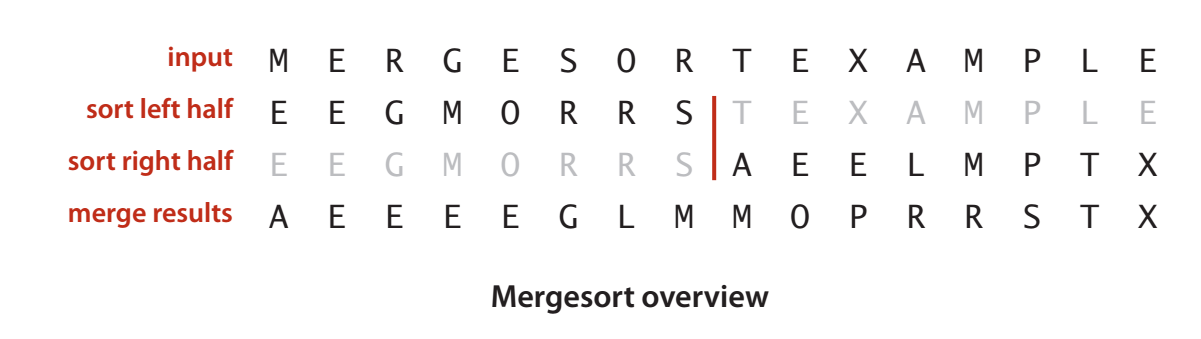 input M E R G E S O R T E X A M P L E
sort left half E E G M O R R S T E X A M P L E
sort right half E E G M O R R S A E E L M P T X
merge results A E E E E G L M M O P R R S T X
Mergesort overview